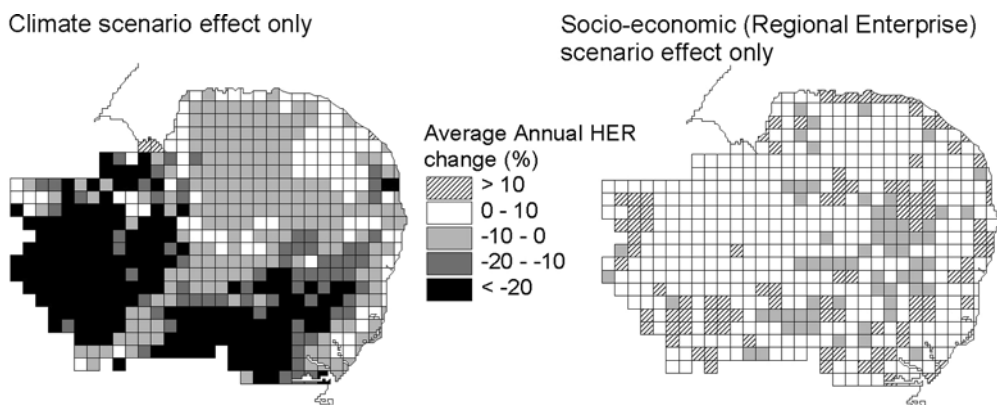 Climate scenario effect only
Socio-economic (Regional Enterprise)
scenario effect only
Average Annual HER
change (%)
> 10
0 - 10
-10 - 0
-20 - -10
< -20